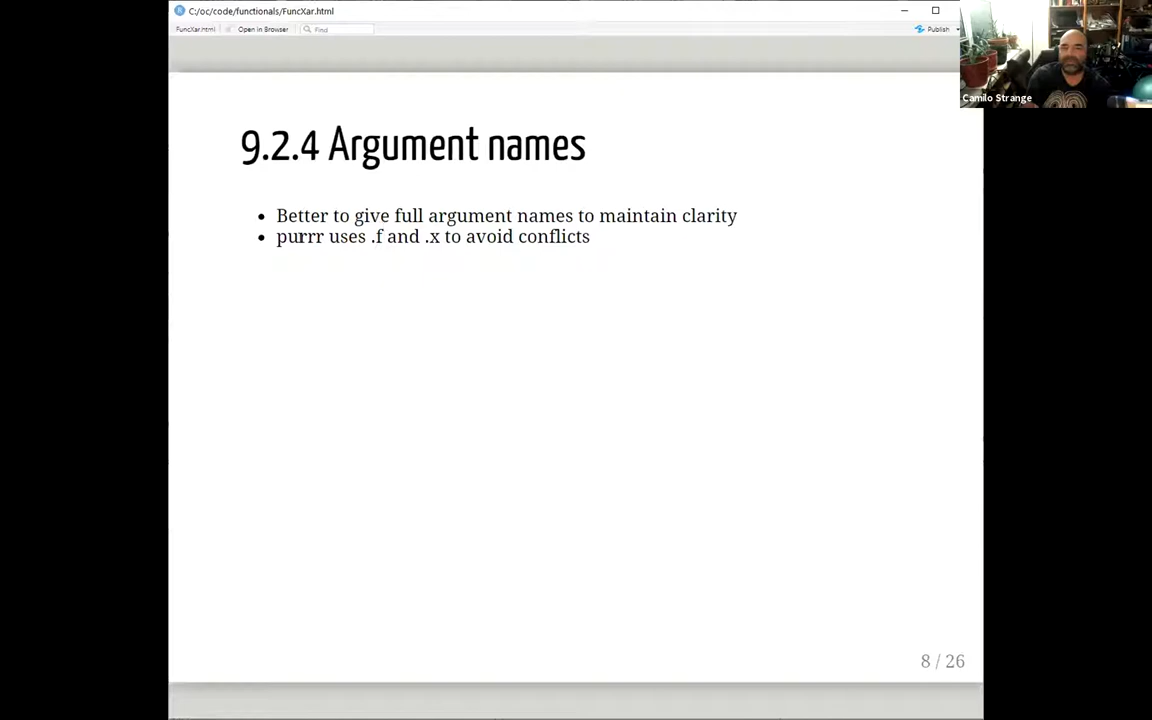 C:/oc/code/functionals/FuncXar.html
FuncXar.html Open in Browser Find Publish
Camilo Strange
9.2.4 Argument names
• Better to give full argument names to maintain clarity
• purrr uses .f and .x to avoid conflicts
8 / 26